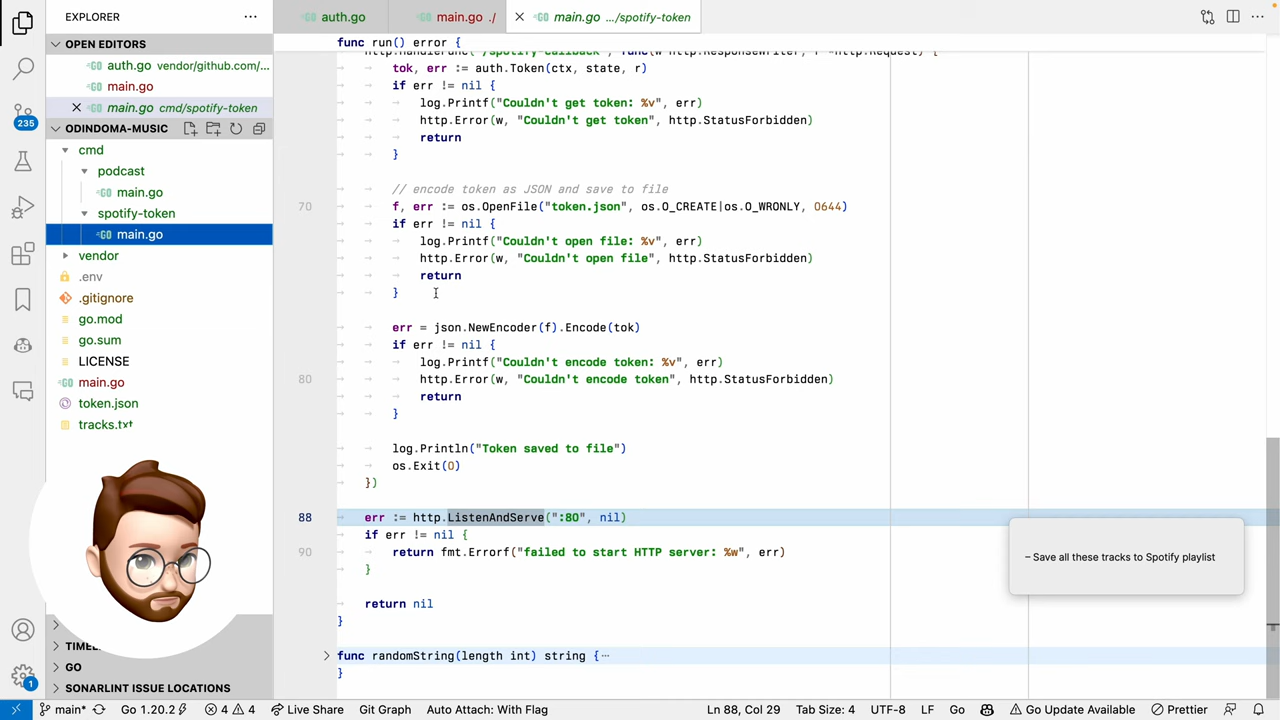 EXPLORER
auth.go
main.go ./
main.go .../spotify-token
OPEN EDITORS
auth.go vendor/github.com/...
main.go
main.go cmd/spotify-token
ODINDOMA-MUSIC
cmd
podcast
main.go
spotify-token
main.go
vendor
.env
.gitignore
go.mod
go.sum
LICENSE
main.go
token.json
tracks.txt
GO
SONARLINT ISSUE LOCATIONS
235
1
func run() error {
http.HandleFunc("/spotify-callback", func(w http.ResponseWriter, r *http.Request) {
tok, err := auth.Token(ctx, state, r)
if err != nil {
log.Printf("Couldn't get token: %v", err)
http.Error(w, "Couldn't get token", http.StatusForbidden)
return
}
// encode token as JSON and save to file
70 f, err := os.OpenFile("token.json", os.O_CREATE|os.O_WRONLY, 0644)
if err != nil {
log.Printf("Couldn't open file: %v", err)
http.Error(w, "Couldn't open file", http.StatusForbidden)
return
}
err = json.NewEncoder(f).Encode(tok)
if err != nil {
log.Printf("Couldn't encode token: %v", err)
80 http.Error(w, "Couldn't encode token", http.StatusForbidden)
return
}
log.Println("Token saved to file")
os.Exit(0)
})
88 err := http.ListenAndServe(":80", nil)
if err != nil {
90 return fmt.Errorf("failed to start HTTP server: %w", err)
}
return nil
}
func randomString(length int) string {...
}
– Save all these tracks to Spotify playlist
main* Go 1.20.2 4 4 Live Share Git Graph Auto Attach: With Flag Ln 88, Col 29 Tab Size: 4 UTF-8 LF Go Go Update Available Prettier